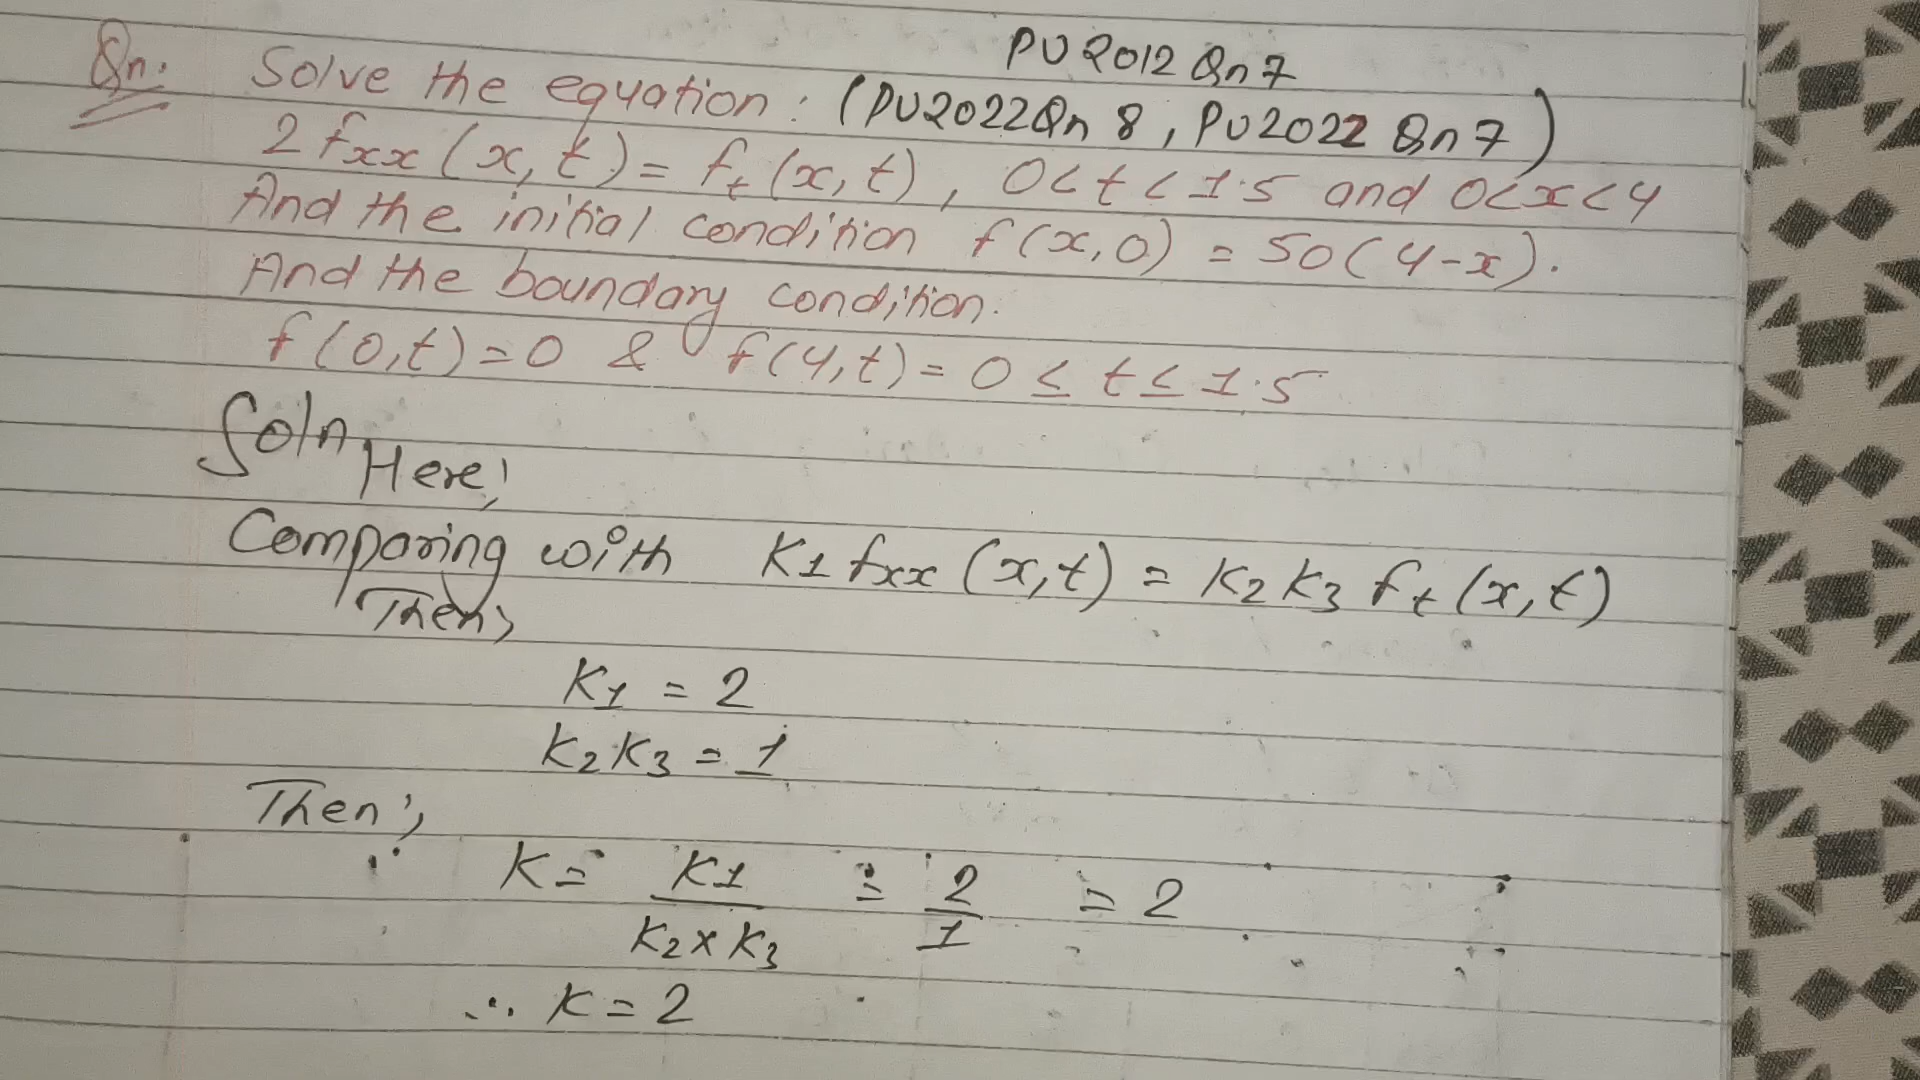 PU 2012 Qn 7
Qn. Solve the equation : (PU2022Qn 8, PU 2022 Qn 7)
2 fxx (x, t) = ft (x, t), 0<t<1.5 and 0<x<4
And the initial condition f(x,0) = 50(4-x).
And the boundary condition.
f(0,t)=0 & f(4,t)= 0 ≤ t ≤ 1.5
Soln Here,
Comparing with K1 fxx (x,t) = K2 K3 ft (x, t)
Then,
K1 = 2
K2 K3 = 1
Then,
K = K1 / K2 x K3 = 2 / 1 = 2
∴ K = 2